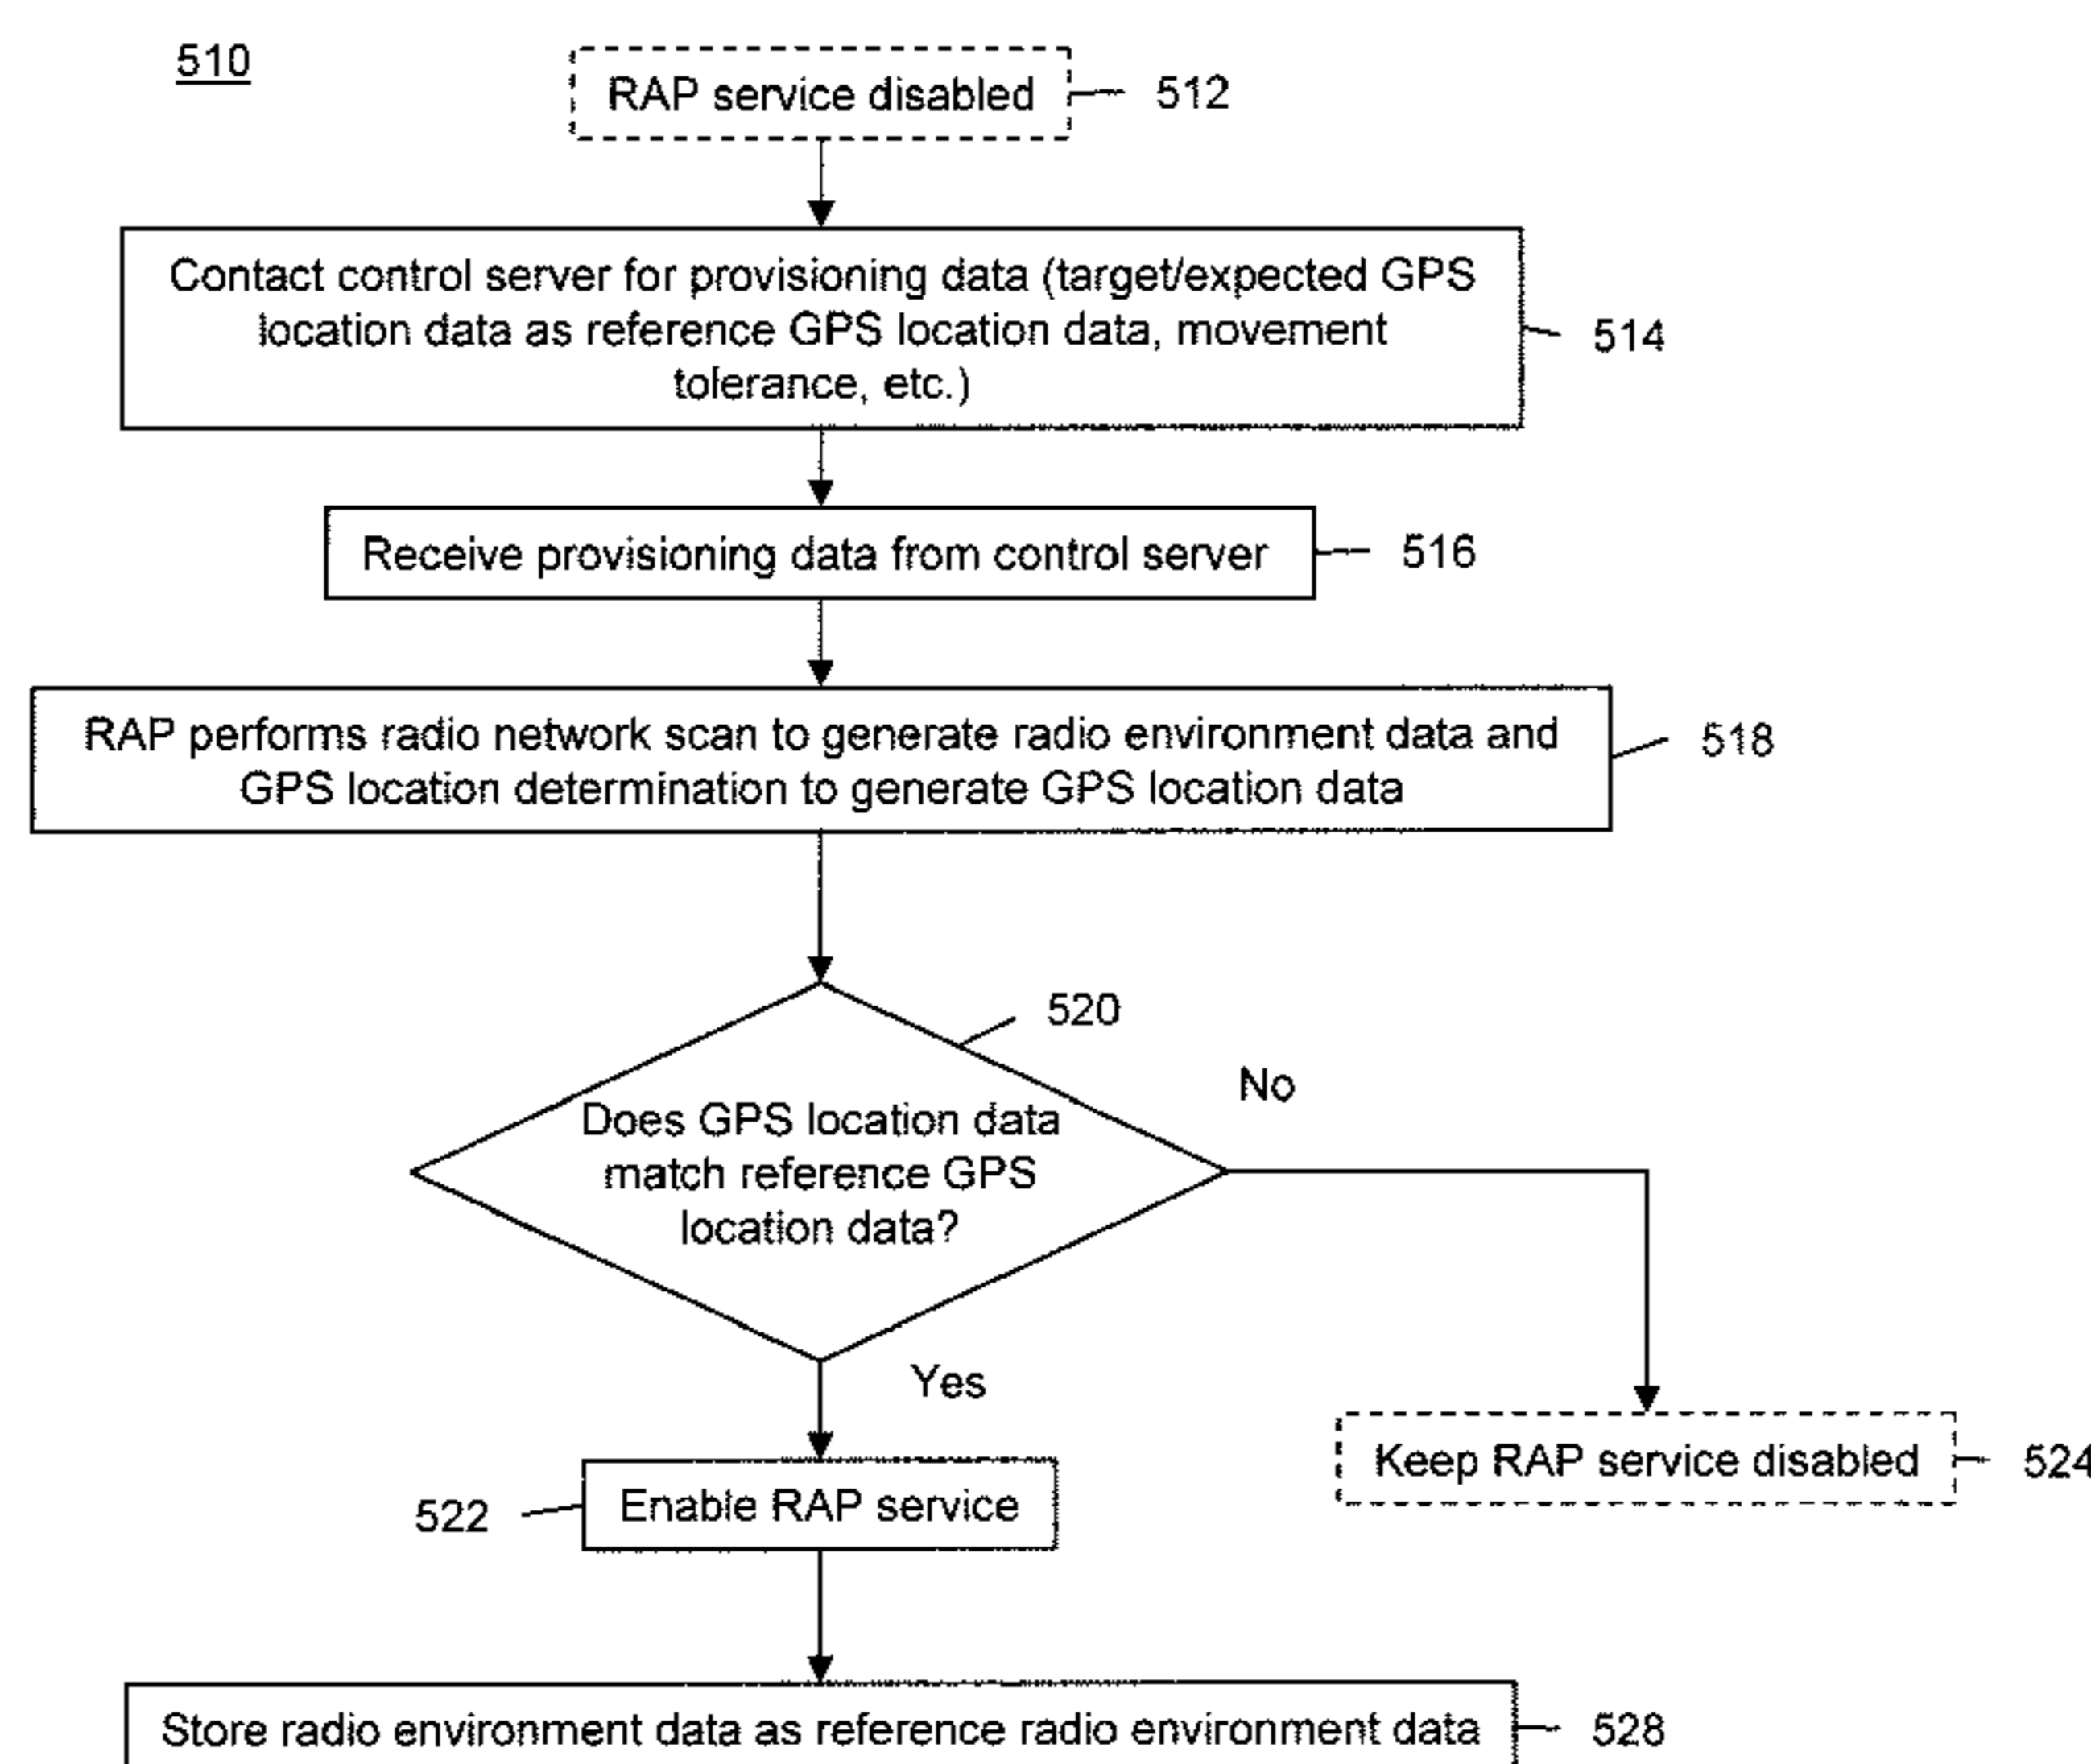 510
RAP service disabled
512
Contact control server for provisioning data (target/expected GPS
location data as reference GPS location data, movement
tolerance, etc.)
514
Receive provisioning data from control server
516
RAP performs radio network scan to generate radio environment data and
GPS location determination to generate GPS location data
518
520
No
Does GPS location data
match reference GPS
location data?
Yes
Keep RAP service disabled
524
522
Enable RAP service
Store radio environment data as reference radio environment data
528